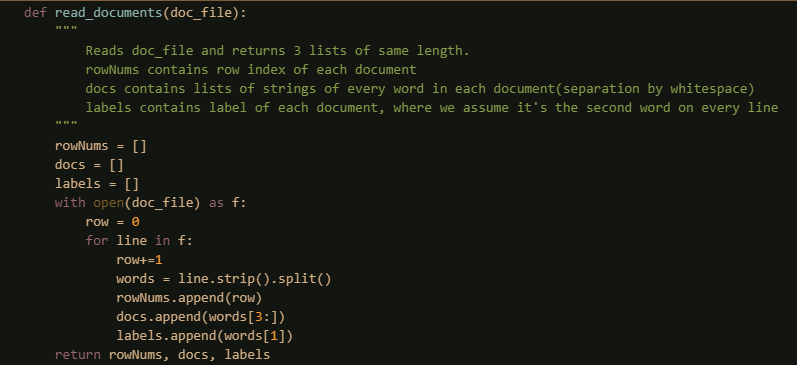 def read_documents(doc_file):
    """
        Reads doc_file and returns 3 lists of same length.
        rowNums contains row index of each document
        docs contains lists of strings of every word in each document(separation by whitespace)
        labels contains label of each document, where we assume it's the second word on every line
    """
    rowNums = []
    docs = []
    labels = []
    with open(doc_file) as f:
        row = 0
        for line in f:
            row+=1
            words = line.strip().split()
            rowNums.append(row)
            docs.append(words[3:])
            labels.append(words[1])
    return rowNums, docs, labels